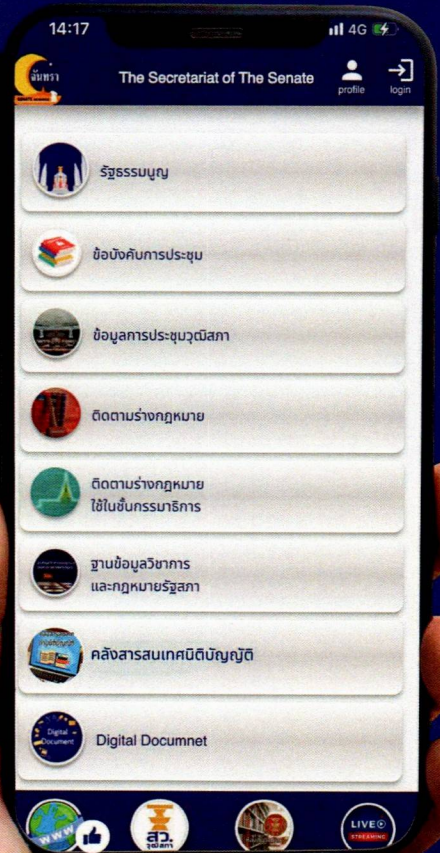 14:17
4G
จันทรา
The Secretariat of The Senate
profile
login
รัฐธรรมนูญ
ข้อบังคับการประชุม
ข้อมูลการประชุมวุฒิสภา
ติดตามร่างกฎหมาย
ติดตามร่างกฎหมาย
ใช้ในชั้นกรรมาธิการ
ฐานข้อมูลวิชาการ
และกฎหมายรัฐสภา
คลังสารสนเทศนิติบัญญัติ
Digital
Document
Digital Documnet
WWW
สว.
วุฒิสภา
LIVE
STREAMING